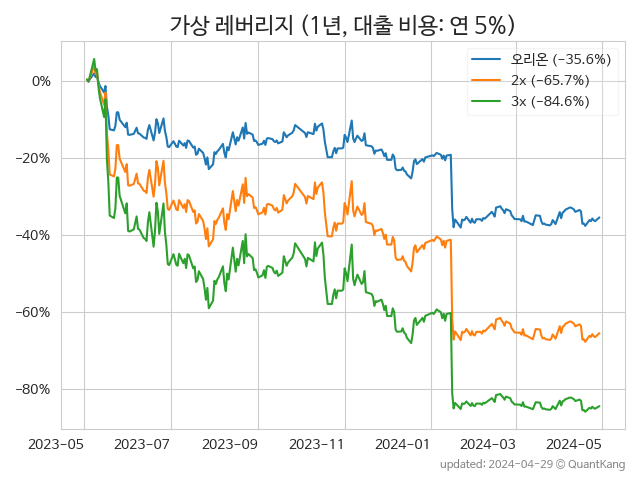 가상 레버리지 (1년, 대출 비용: 연 5%)
오리온 (−35.6%)
2x (−65.7%)
3x (−84.6%)
0%
−20%
−40%
−60%
−80%
2023-05 2023-07 2023-09 2023-11 2024-01 2024-03 2024-05
updated: 2024-04-29 © QuantKang